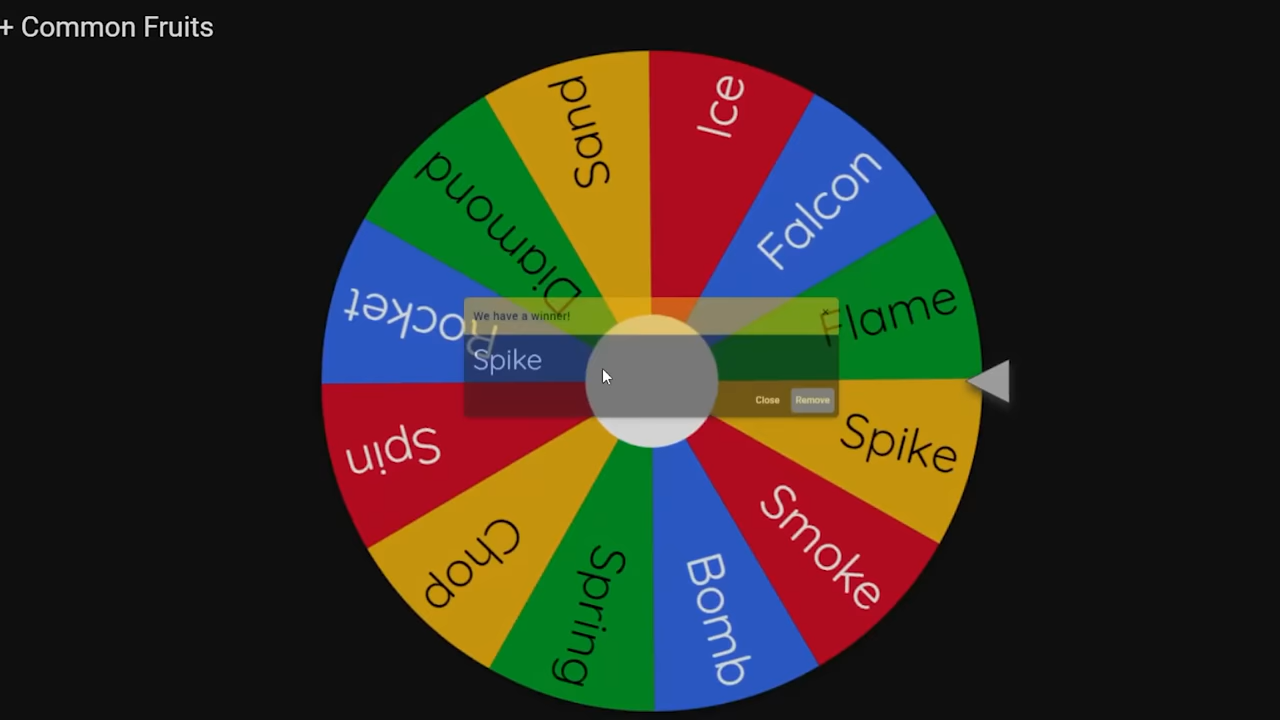 + Common Fruits
Sand
Ice
Diamond
Falcon
Rocket
Flame
We have a winner!
×
Spike
Close
Remove
Spin
Spike
Chop
Smoke
Spring
Bomb